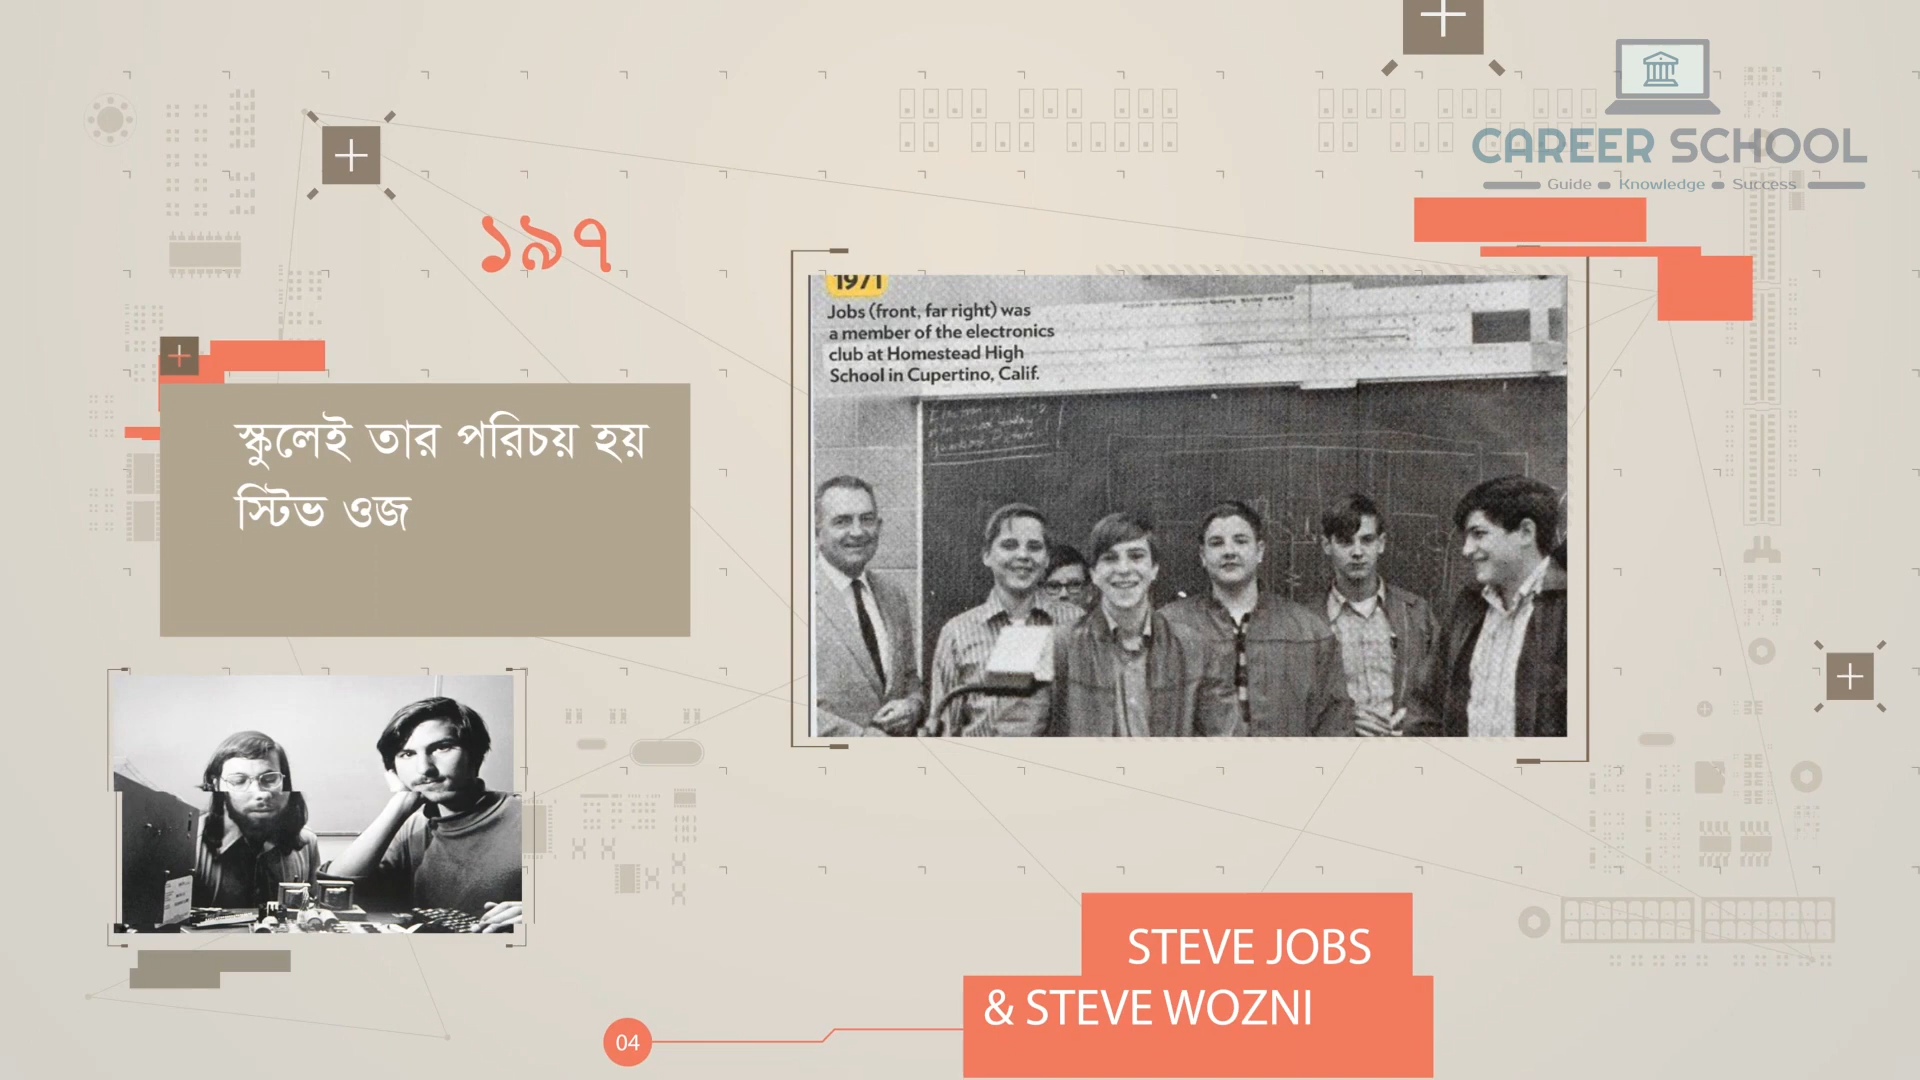 CAREER SCHOOL
Guide Knowledge Success
১৯৭
1971
Jobs (front, far right) was
a member of the electronics
club at Homestead High
School in Cupertino, Calif.
স্কুলেই তার পরিচয় হয়
স্টিভ ওজ
STEVE JOBS
& STEVE WOZNI
04